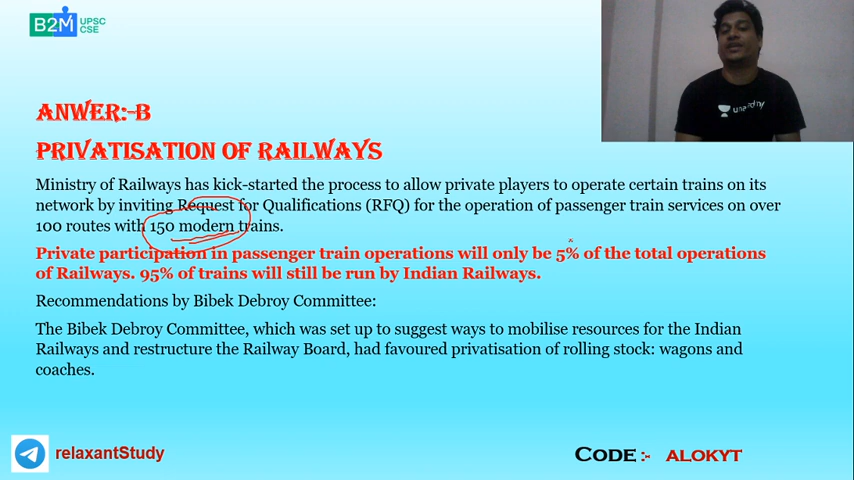 B2M UPSC
CSE
unacademy
ANWER:-B
PRIVATISATION OF RAILWAYS
Ministry of Railways has kick-started the process to allow private players to operate certain trains on its
network by inviting Request for Qualifications (RFQ) for the operation of passenger train services on over
100 routes with 150 modern trains.
Private participation in passenger train operations will only be 5% of the total operations
of Railways. 95% of trains will still be run by Indian Railways.
Recommendations by Bibek Debroy Committee:
The Bibek Debroy Committee, which was set up to suggest ways to mobilise resources for the Indian
Railways and restructure the Railway Board, had favoured privatisation of rolling stock: wagons and
coaches.
relaxantStudy
CODE :- ALOKYT